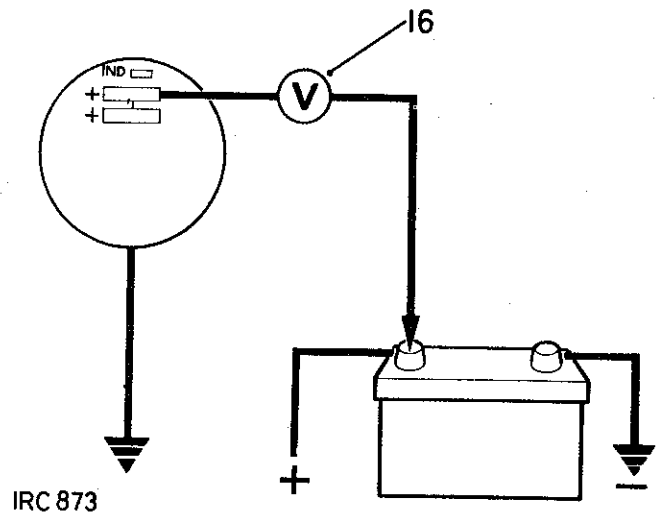 16
IND
+
V
+
+
−
IRC 873